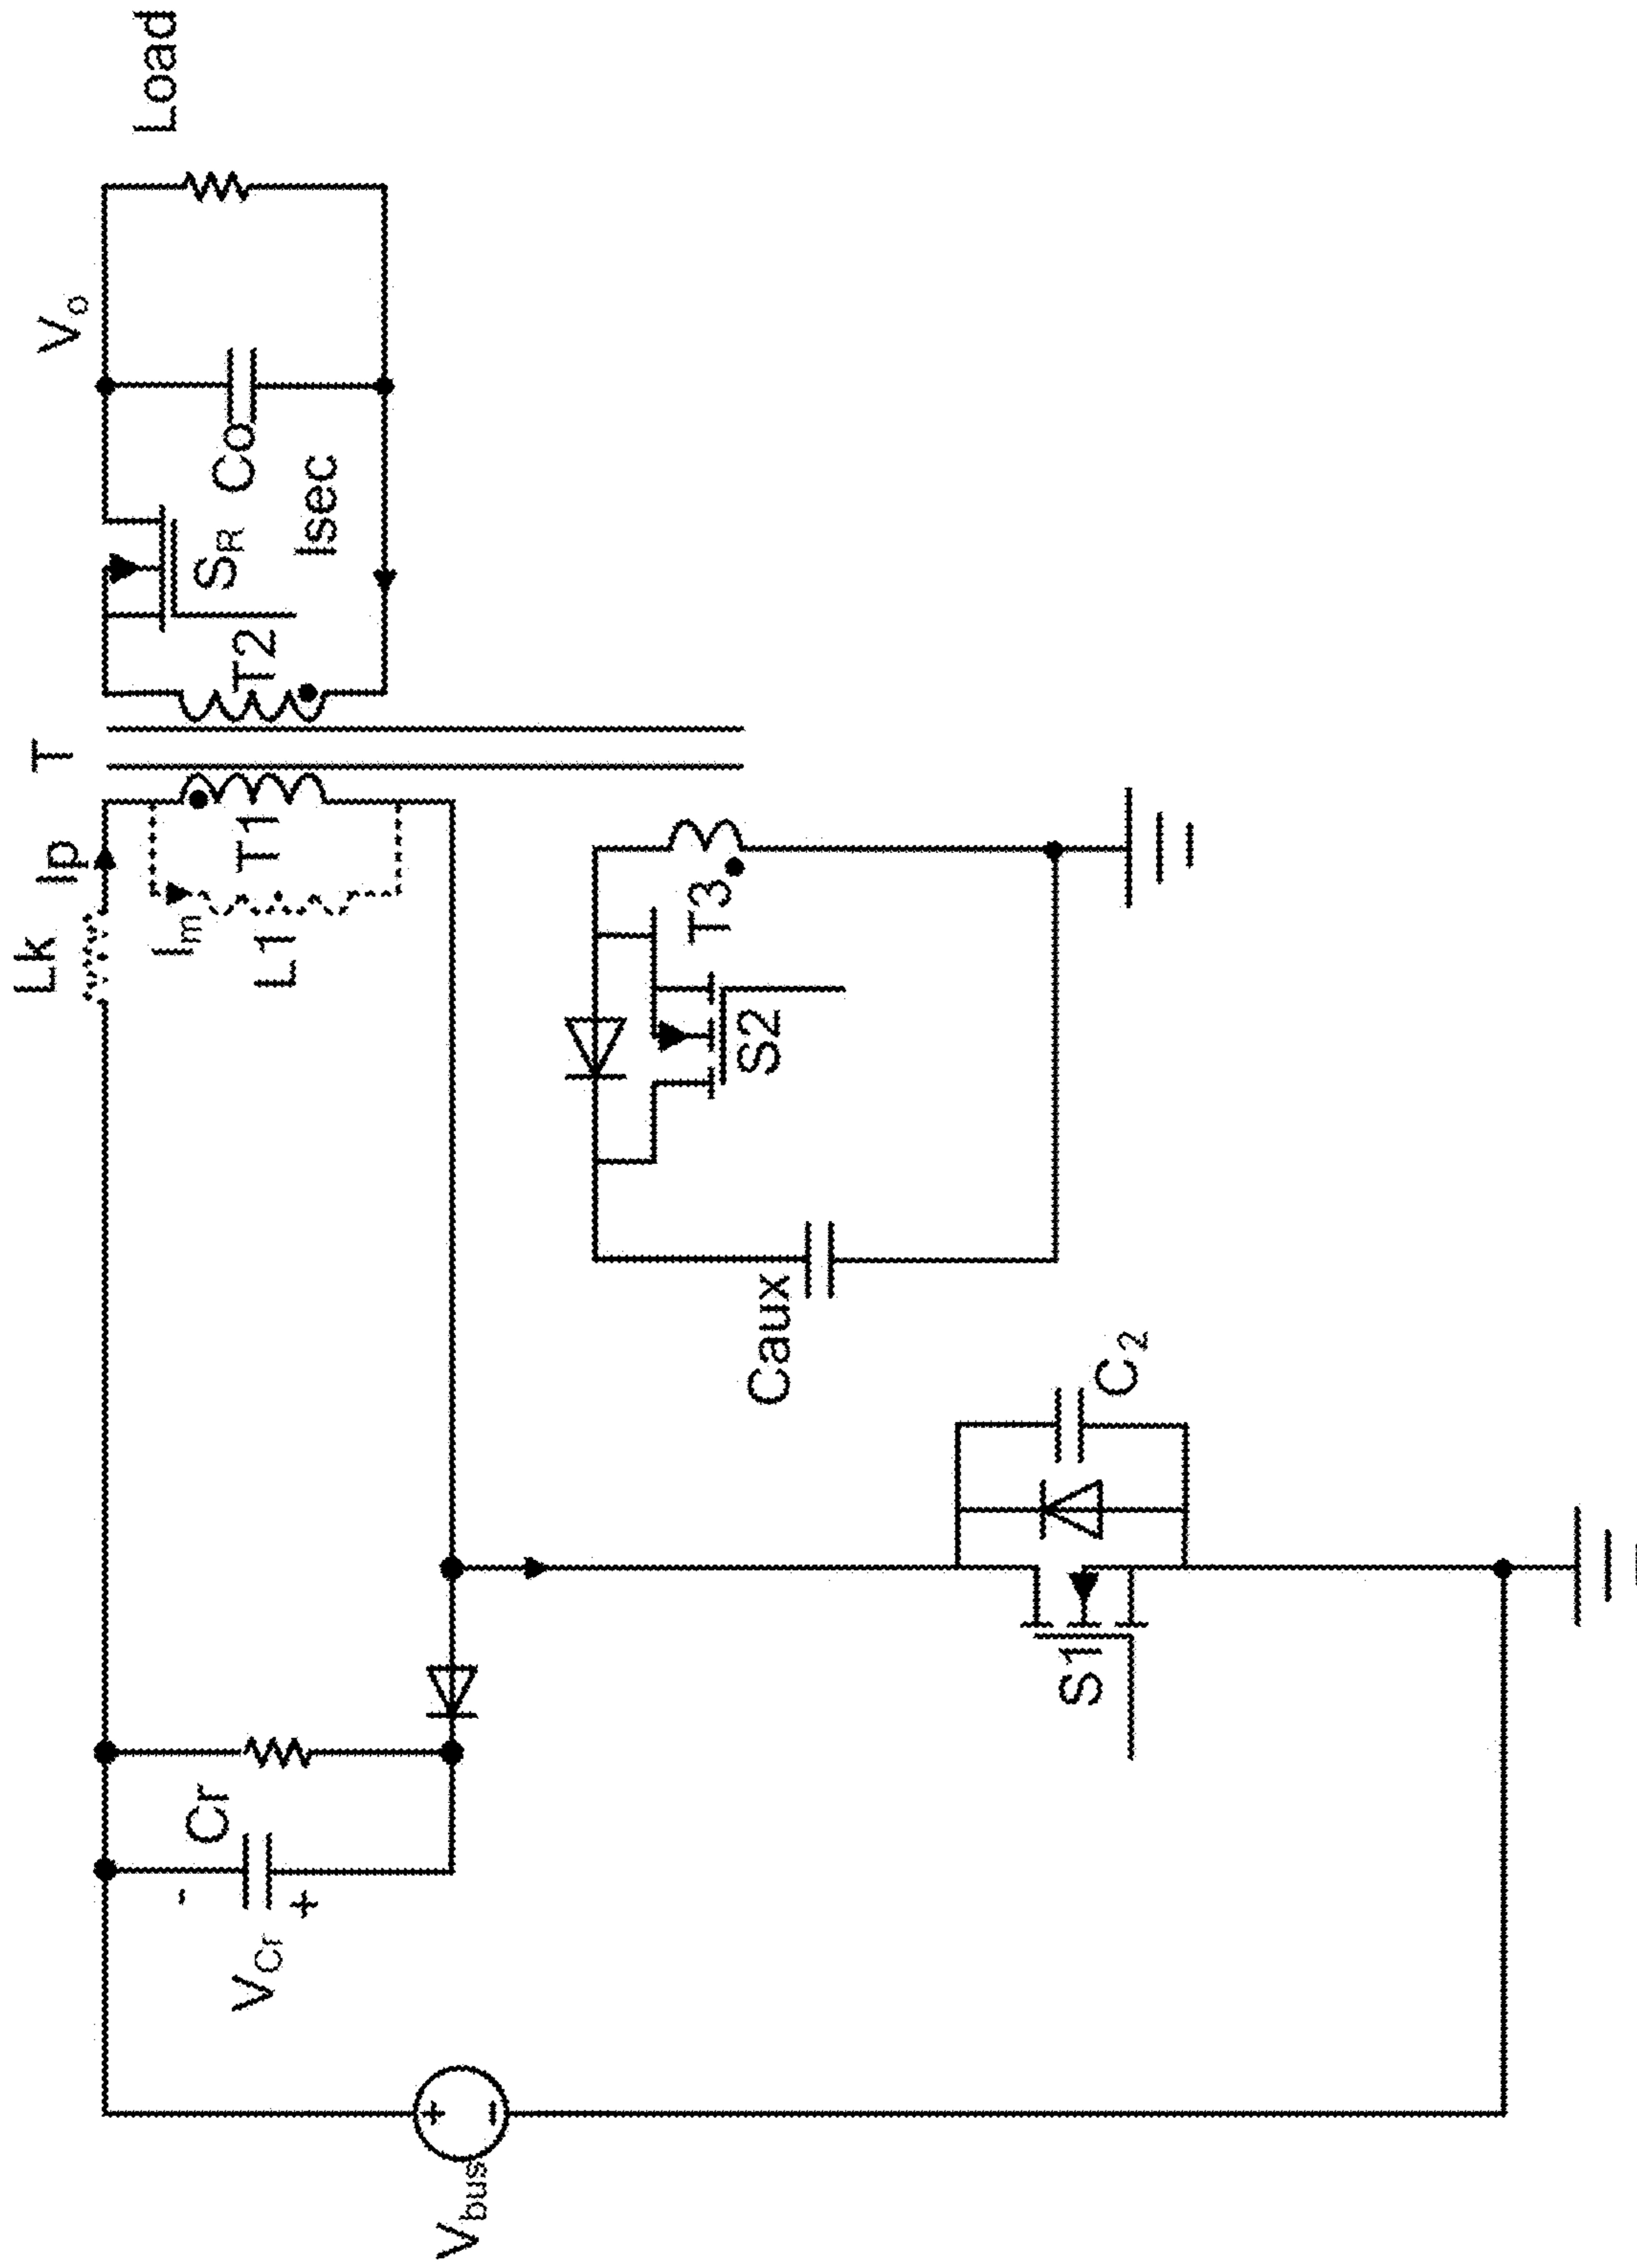 Lk
Ip
T
Vo
Load
Im
L1
T1
T2
SR
Co
Isec
Cr
-
+
VCr
Vbus
+
-
T3
S2
Caux
C2
S1